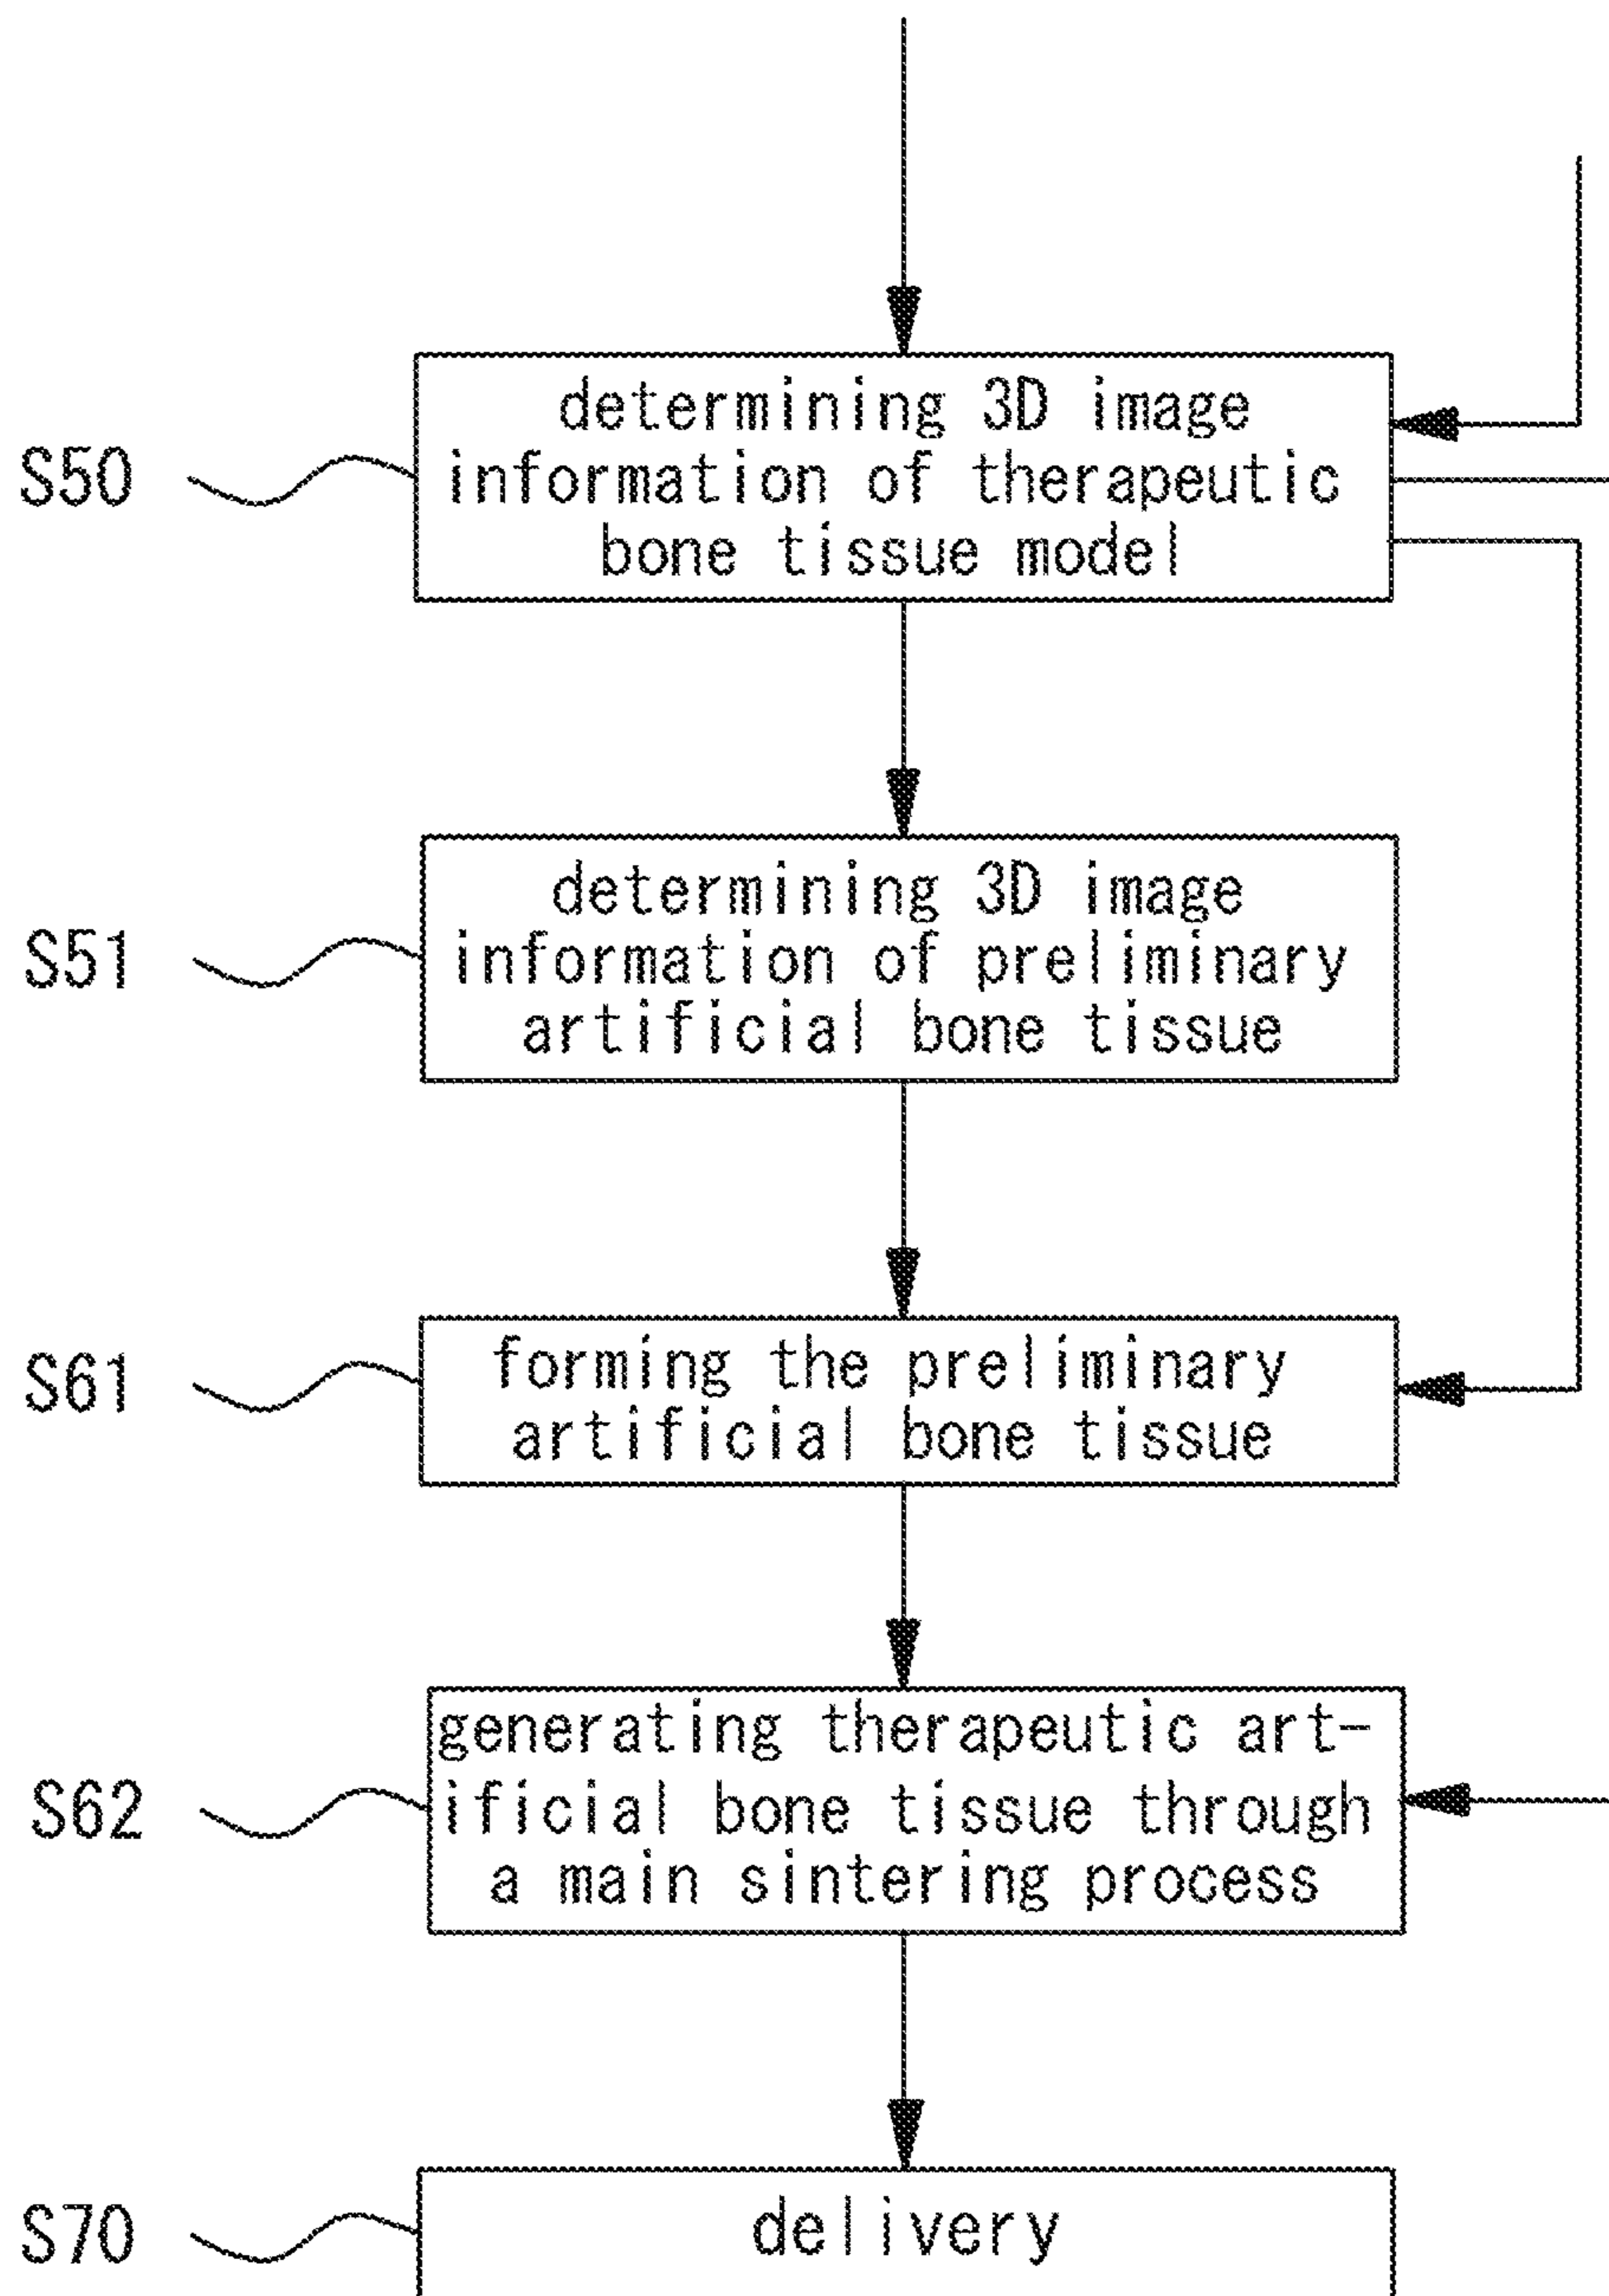 determining 3D image
S50
information of therapeutic
bone tissue model
determining 3D image
S51
information of preliminary
artificial bone tissue
S61
forming the preliminary
artificial bone tissue
generating therapeutic art-
S62
ificial bone tissue through
a main sintering process
S70
delivery